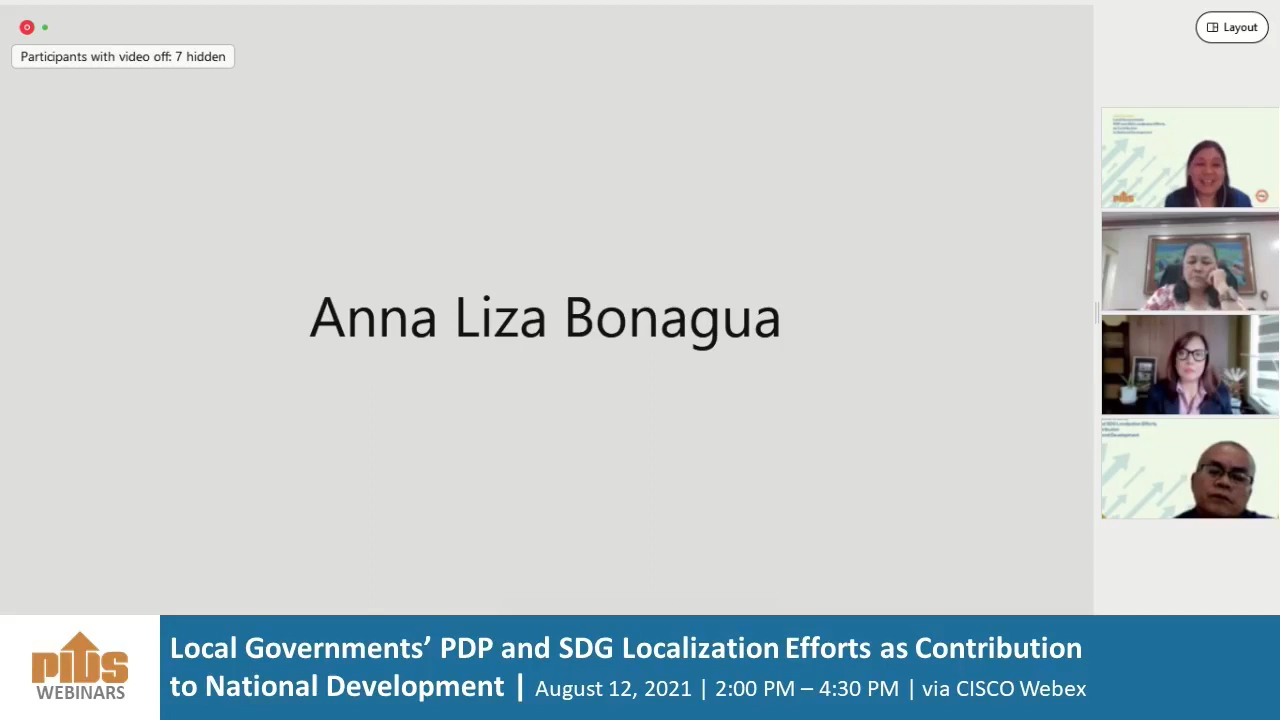 Participants with video off: 7 hidden
Layout
Anna Liza Bonagua
PIDS
WEBINARS
Local Governments' PDP and SDG Localization Efforts as Contribution
to National Development | August 12, 2021 | 2:00 PM – 4:30 PM | via CISCO Webex